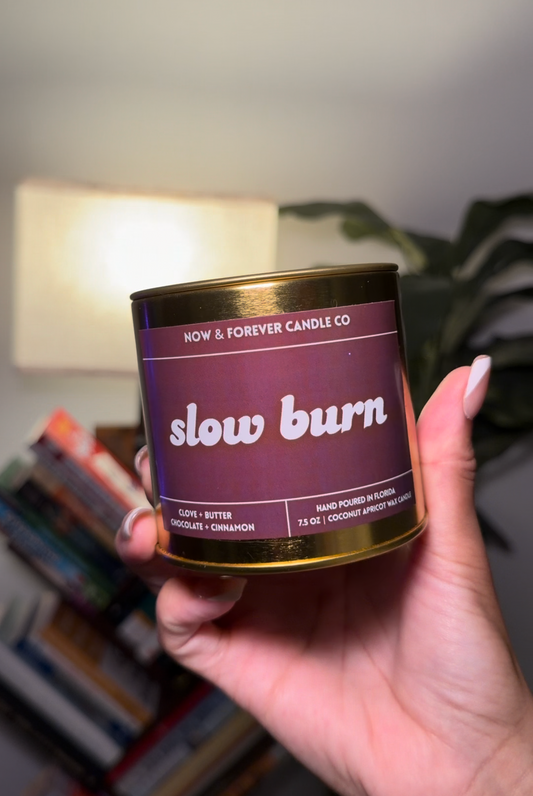 NOW & FOREVER CANDLE CO
slow burn
CLOVE + BUTTER
CHOCOLATE + CINNAMON
HAND POURED IN FLORIDA
7.5 OZ | COCONUT APRICOT WAX CANDLE